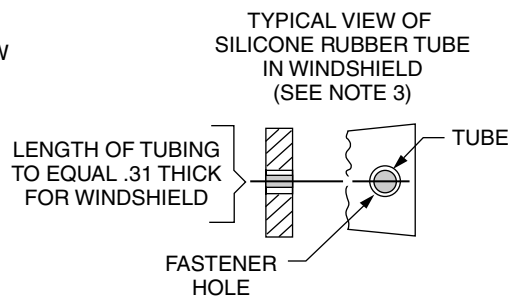 TYPICAL VIEW OF
SILICONE RUBBER TUBE
IN WINDSHIELD
(SEE NOTE 3)
W
LENGTH OF TUBING
TO EQUAL .31 THICK
FOR WINDSHIELD
TUBE
FASTENER
HOLE